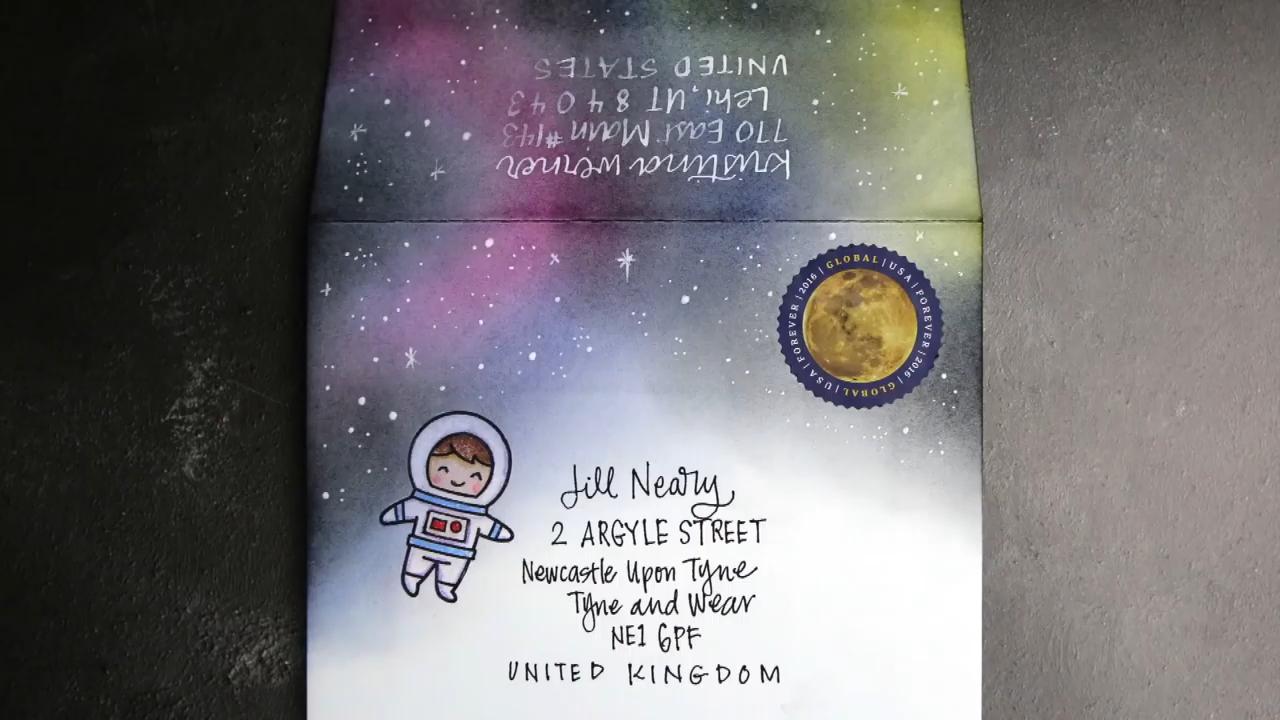 Kristina Werner
770 East Main #143
Lehi, UT 84043
UNITED STATES
2016 | GLOBAL | USA | FOREVER | 2016 | GLOBAL | USA | FOREVER |
Jill Neary
2 ARGYLE STREET
Newcastle Upon Tyne
Tyne and Wear
NE1 6PF
UNITED KINGDOM